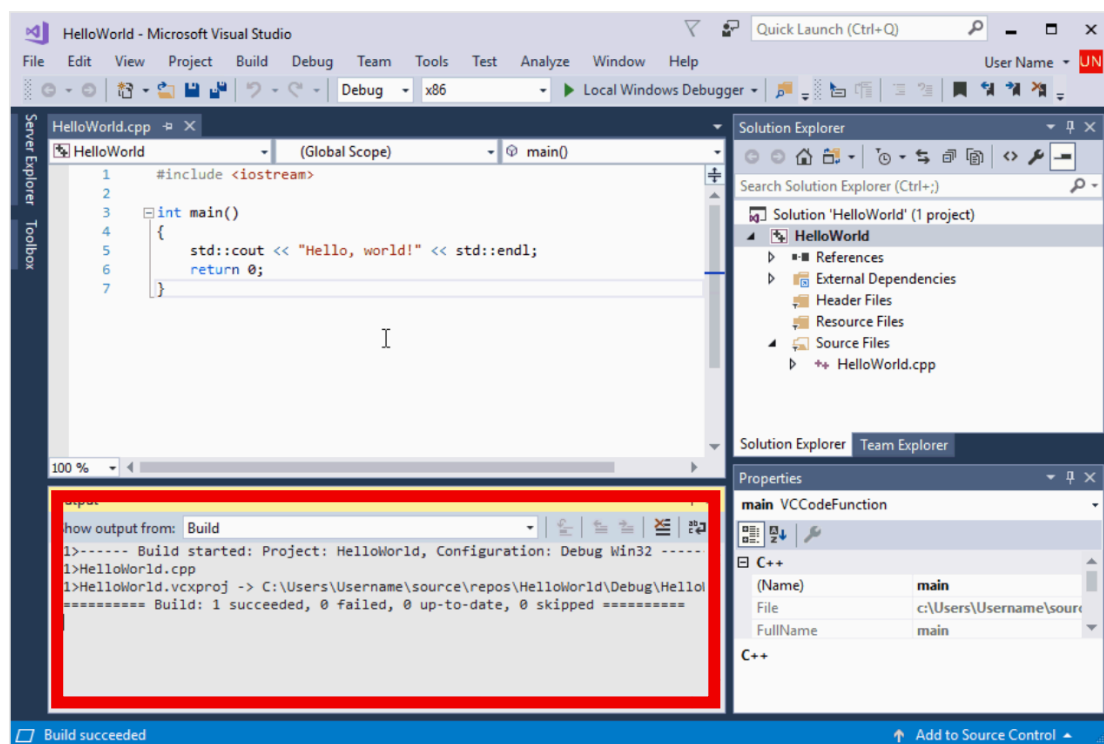 HelloWorld - Microsoft Visual Studio
Quick Launch (Ctrl+Q)
File Edit View Project Build Debug Team Tools Test Analyze Window Help
User Name UN
Debug x86 Local Windows Debugger
Server Explorer
Toolbox
HelloWorld.cpp
HelloWorld (Global Scope) main()
1 #include <iostream>
2
3 int main()
4 {
5 std::cout << "Hello, world!" << std::endl;
6 return 0;
7 }
100 %
how output from: Build
1>------ Build started: Project: HelloWorld, Configuration: Debug Win32 -----
1>HelloWorld.cpp
1>HelloWorld.vcxproj -> C:\Users\Username\source\repos\HelloWorld\Debug\Hello
========== Build: 1 succeeded, 0 failed, 0 up-to-date, 0 skipped ==========
Solution Explorer
Search Solution Explorer (Ctrl+;)
Solution 'HelloWorld' (1 project)
HelloWorld
References
External Dependencies
Header Files
Resource Files
Source Files
HelloWorld.cpp
Solution Explorer Team Explorer
Properties
main VCCodeFunction
C++
(Name) main
File c:\Users\Username\sourc
FullName main
C++
Build succeeded
Add to Source Control